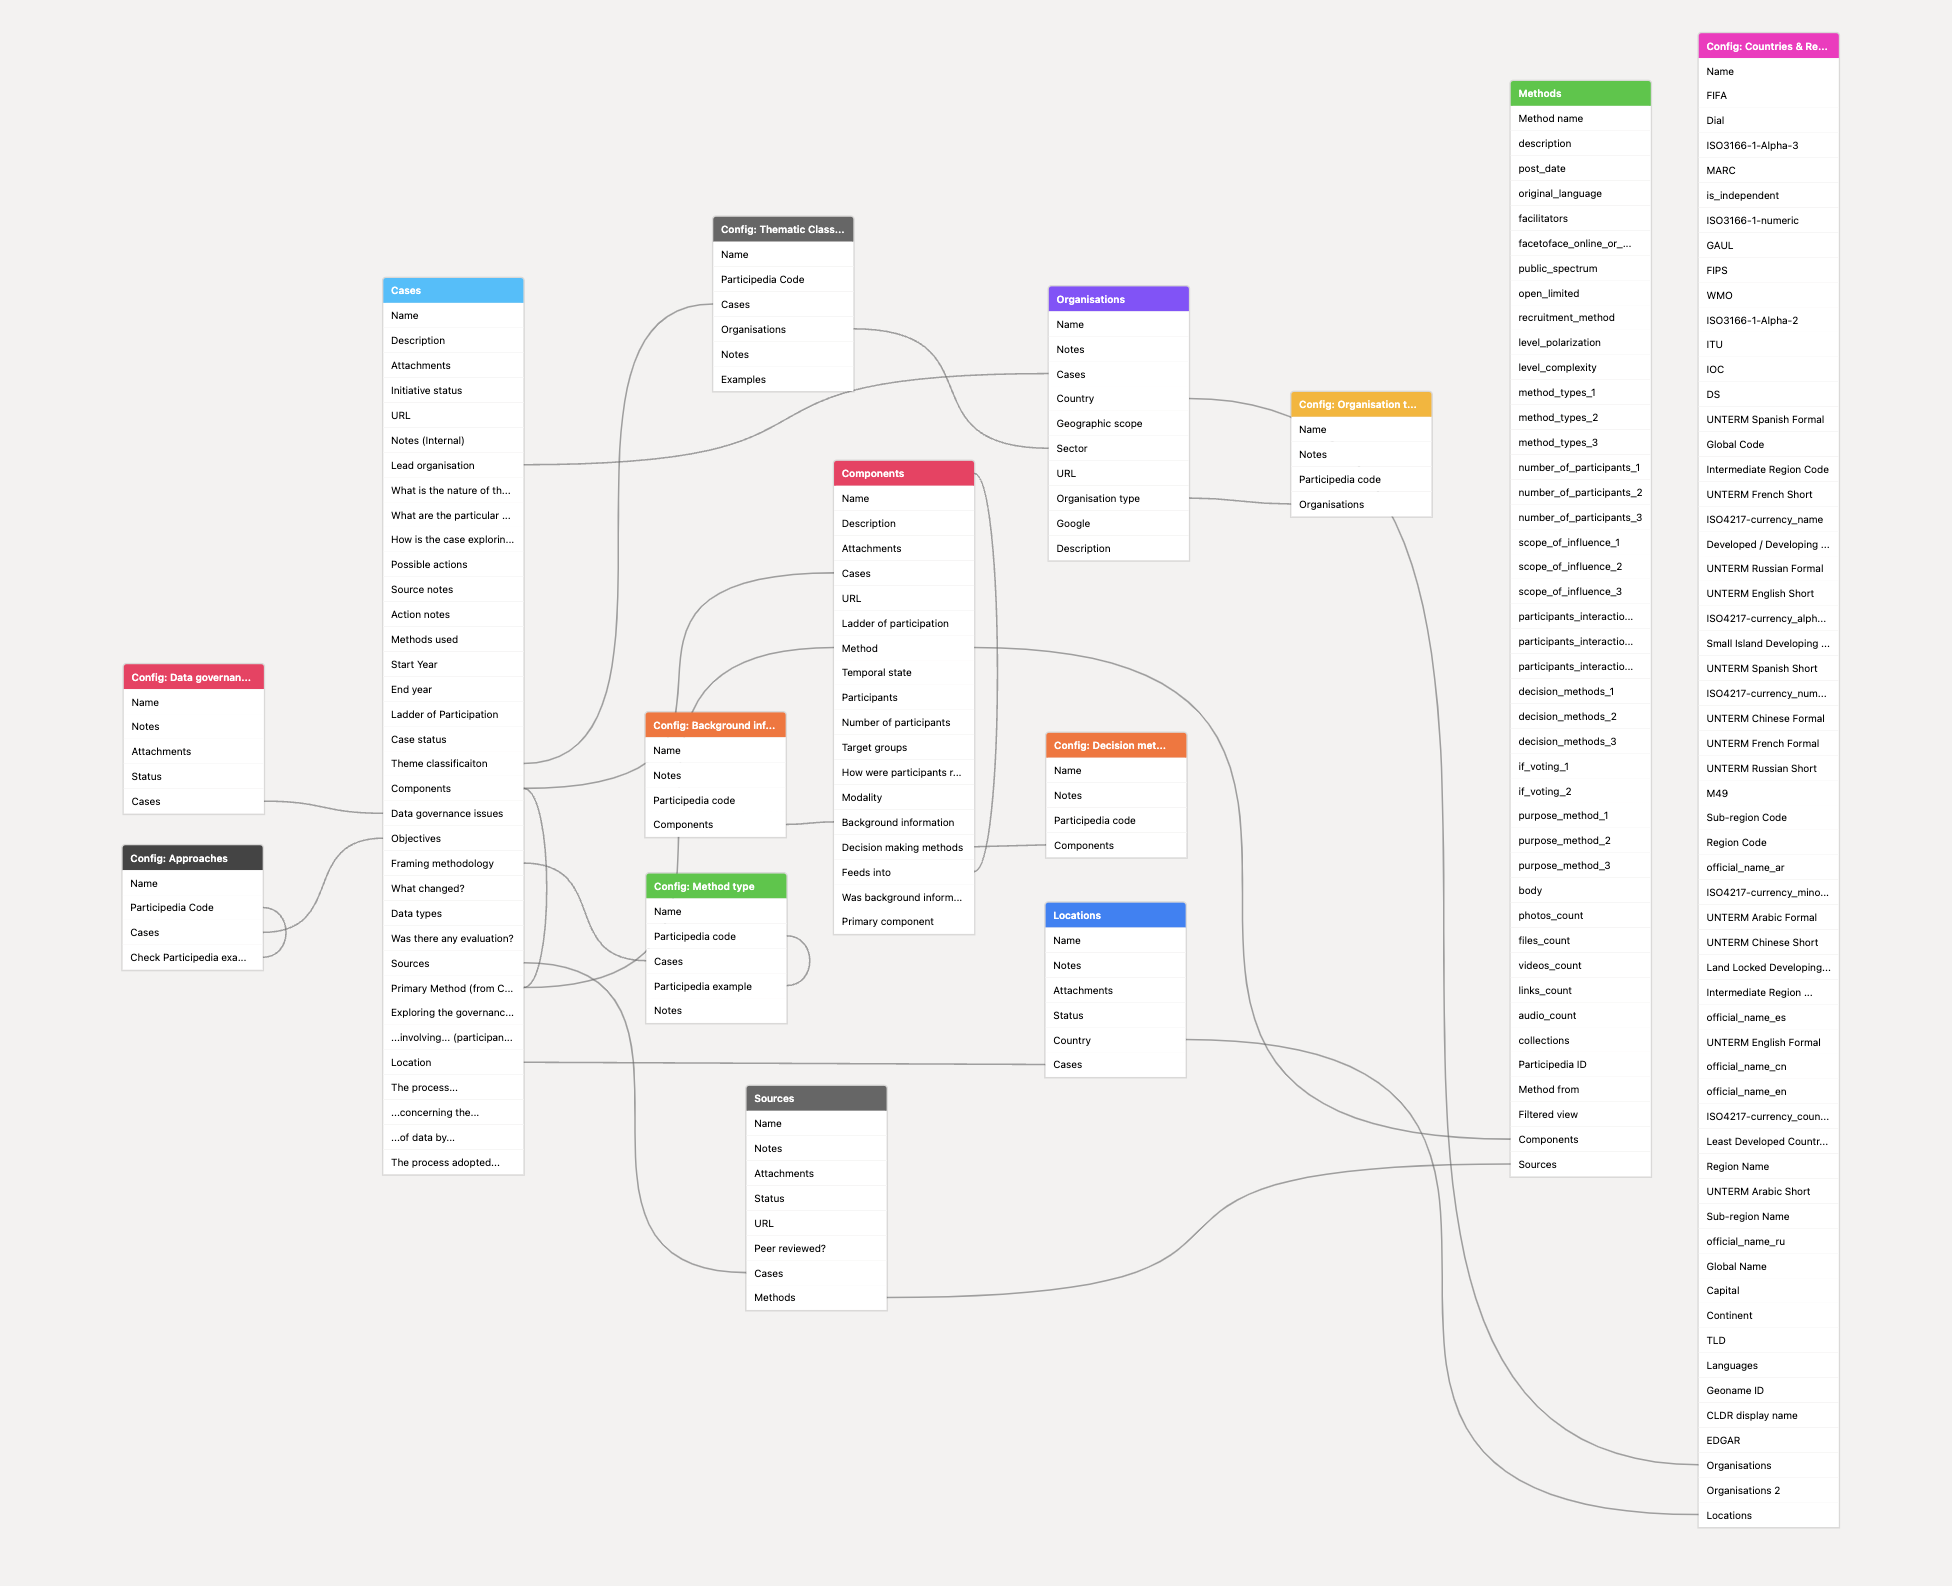 Config: Data governan...
Name
Notes
Attachments
Status
Cases
Config: Approaches
Name
Participedia Code
Cases
Check Participedia exa...
Cases
Name
Description
Attachments
Initiative status
URL
Notes (Internal)
Lead organisation
What is the nature of th...
What are the particular ...
How is the case explorin...
Possible actions
Source notes
Action notes
Methods used
Start Year
End year
Ladder of Participation
Case status
Theme classificaiton
Components
Data governance issues
Objectives
Framing methodology
What changed?
Data types
Was there any evaluation?
Sources
Primary Method (from C...
Exploring the governanc...
...involving... (participan...
Location
The process...
...concerning the...
...of data by...
The process adopted...
Config: Thematic Class...
Name
Participedia Code
Cases
Organisations
Notes
Examples
Config: Background inf...
Name
Notes
Participedia code
Components
Config: Method type
Name
Participedia code
Cases
Participedia example
Notes
Sources
Name
Notes
Attachments
Status
URL
Peer reviewed?
Cases
Methods
Components
Name
Description
Attachments
Cases
URL
Ladder of participation
Method
Temporal state
Participants
Number of participants
Target groups
How were participants r...
Modality
Background information
Decision making methods
Feeds into
Was background inform...
Primary component
Organisations
Name
Notes
Cases
Country
Geographic scope
Sector
URL
Organisation type
Google
Description
Config: Decision met...
Name
Notes
Participedia code
Components
Locations
Name
Notes
Attachments
Status
Country
Cases
Config: Organisation t...
Name
Notes
Participedia code
Organisations
Methods
Method name
description
post_date
original_language
facilitators
facetoface_online_or_...
public_spectrum
open_limited
recruitment_method
level_polarization
level_complexity
method_types_1
method_types_2
method_types_3
number_of_participants_1
number_of_participants_2
number_of_participants_3
scope_of_influence_1
scope_of_influence_2
scope_of_influence_3
participants_interactio...
participants_interactio...
participants_interactio...
decision_methods_1
decision_methods_2
decision_methods_3
if_voting_1
if_voting_2
purpose_method_1
purpose_method_2
purpose_method_3
body
photos_count
files_count
videos_count
links_count
audio_count
collections
Participedia ID
Method from
Filtered view
Components
Sources
Config: Countries & Re...
Name
FIFA
Dial
ISO3166-1-Alpha-3
MARC
is_independent
ISO3166-1-numeric
GAUL
FIPS
WMO
ISO3166-1-Alpha-2
ITU
IOC
DS
UNTERM Spanish Formal
Global Code
Intermediate Region Code
UNTERM French Short
ISO4217-currency_name
Developed / Developing ...
UNTERM Russian Formal
UNTERM English Short
ISO4217-currency_alph...
Small Island Developing ...
UNTERM Spanish Short
ISO4217-currency_num...
UNTERM Chinese Formal
UNTERM French Formal
UNTERM Russian Short
M49
Sub-region Code
Region Code
official_name_ar
ISO4217-currency_mino...
UNTERM Arabic Formal
UNTERM Chinese Short
Land Locked Developing...
Intermediate Region ...
official_name_es
UNTERM English Formal
official_name_cn
official_name_en
ISO4217-currency_coun...
Least Developed Countr...
Region Name
UNTERM Arabic Short
Sub-region Name
official_name_ru
Global Name
Capital
Continent
TLD
Languages
Geoname ID
CLDR display name
EDGAR
Organisations
Organisations 2
Locations